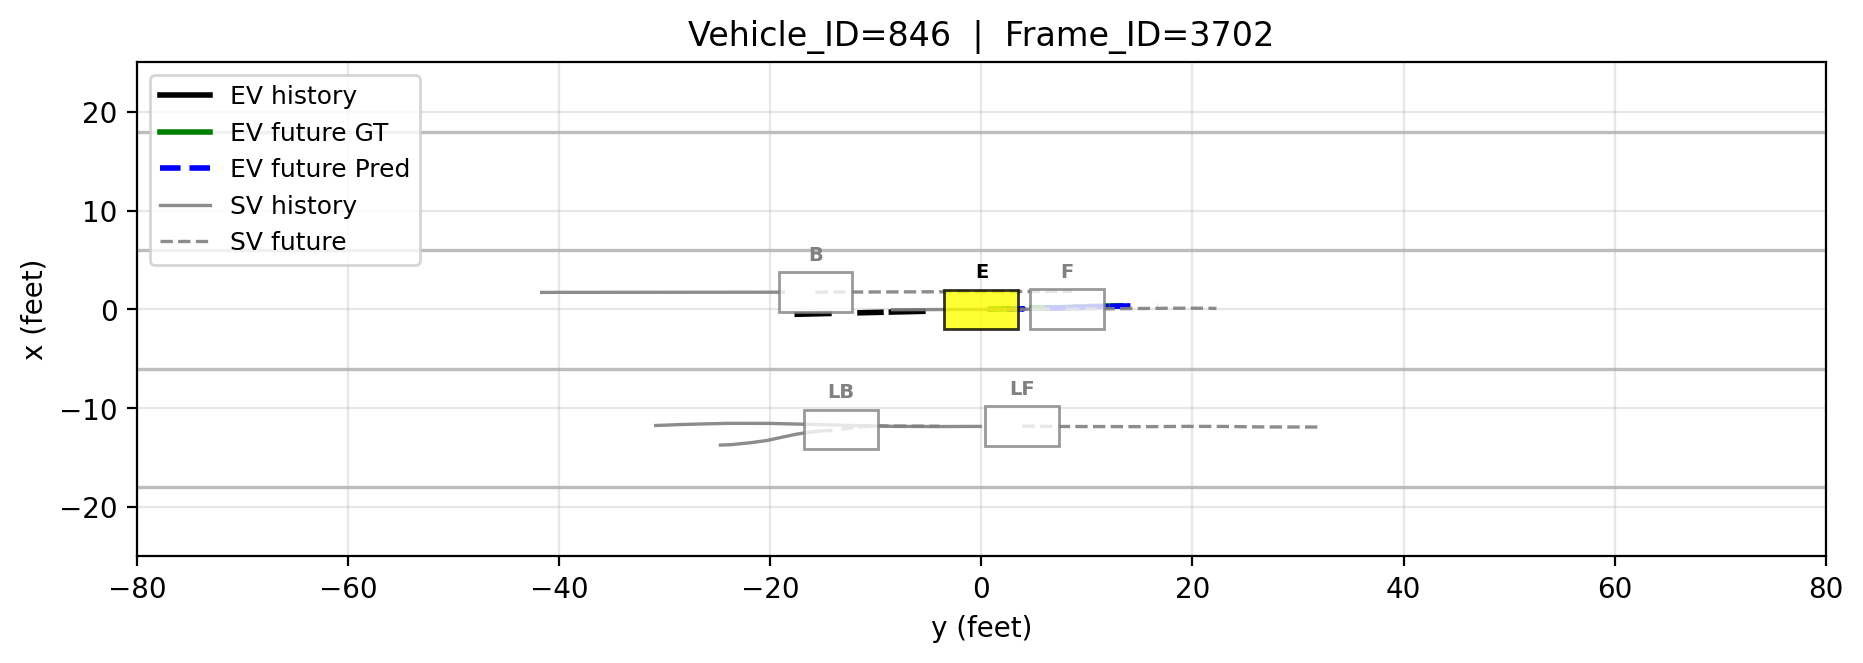 Vehicle_ID=846 | Frame_ID=3702
EV history
EV future GT
EV future Pred
SV history
SV future
20
10
0
−10
−20
x (feet)
B
E
F
LB
LF
−80
−60
−40
−20
0
20
40
60
80
y (feet)